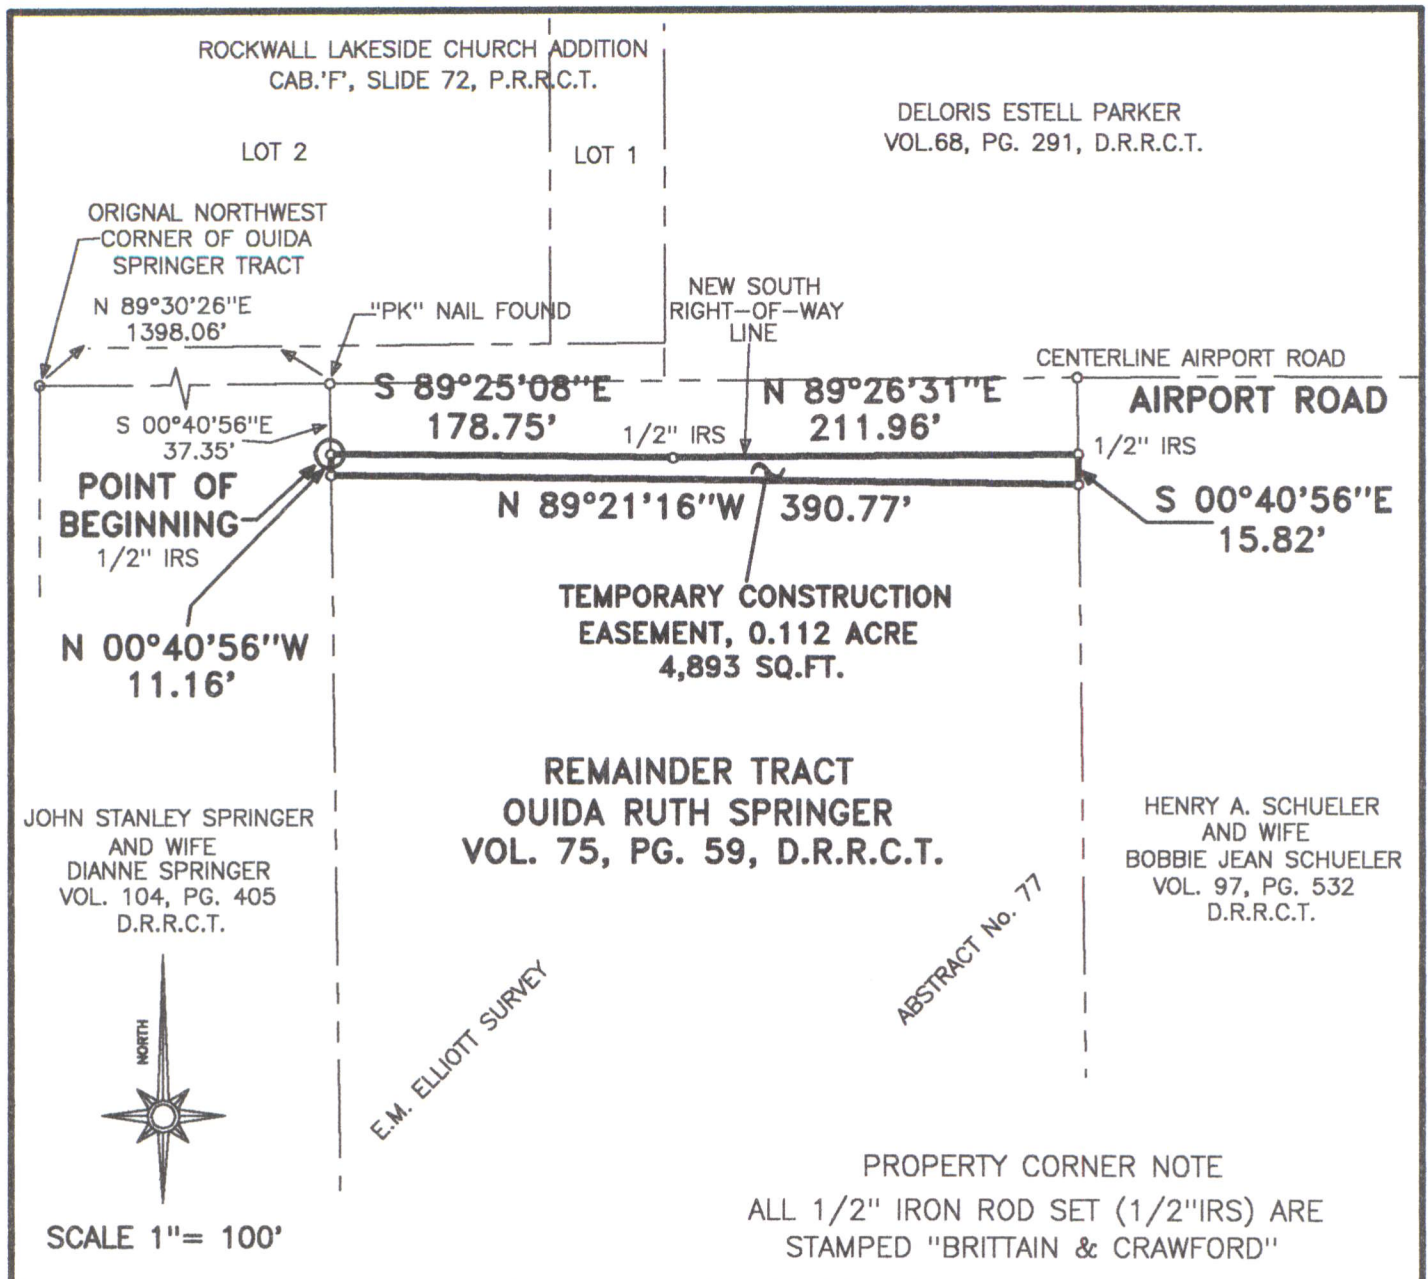 ROCKWALL LAKESIDE CHURCH ADDITION
CAB.'F', SLIDE 72, P.R.R.C.T.
DELORIS ESTELL PARKER
VOL.68, PG. 291, D.R.R.C.T.
LOT 2
LOT 1
ORIGNAL NORTHWEST
CORNER OF OUIDA
SPRINGER TRACT
N 89°30'26"E
1398.06'
"PK" NAIL FOUND
NEW SOUTH
RIGHT-OF-WAY
LINE
CENTERLINE AIRPORT ROAD
AIRPORT ROAD
S 89°25'08"E
178.75'
N 89°26'31"E
211.96'
S 00°40'56"E
37.35'
1/2" IRS
1/2" IRS
POINT OF
BEGINNING
1/2" IRS
N 89°21'16"W 390.77'
S 00°40'56"E
15.82'
TEMPORARY CONSTRUCTION
EASEMENT, 0.112 ACRE
4,893 SQ.FT.
N 00°40'56"W
11.16'
REMAINDER TRACT
OUIDA RUTH SPRINGER
VOL. 75, PG. 59, D.R.R.C.T.
JOHN STANLEY SPRINGER
AND WIFE
DIANNE SPRINGER
VOL. 104, PG. 405
D.R.R.C.T.
HENRY A. SCHUELER
AND WIFE
BOBBIE JEAN SCHUELER
VOL. 97, PG. 532
D.R.R.C.T.
E.M. ELLIOTT SURVEY
ABSTRACT No. 77
NORTH
SCALE 1"= 100'
PROPERTY CORNER NOTE
ALL 1/2" IRON ROD SET (1/2"IRS) ARE
STAMPED "BRITTAIN & CRAWFORD"